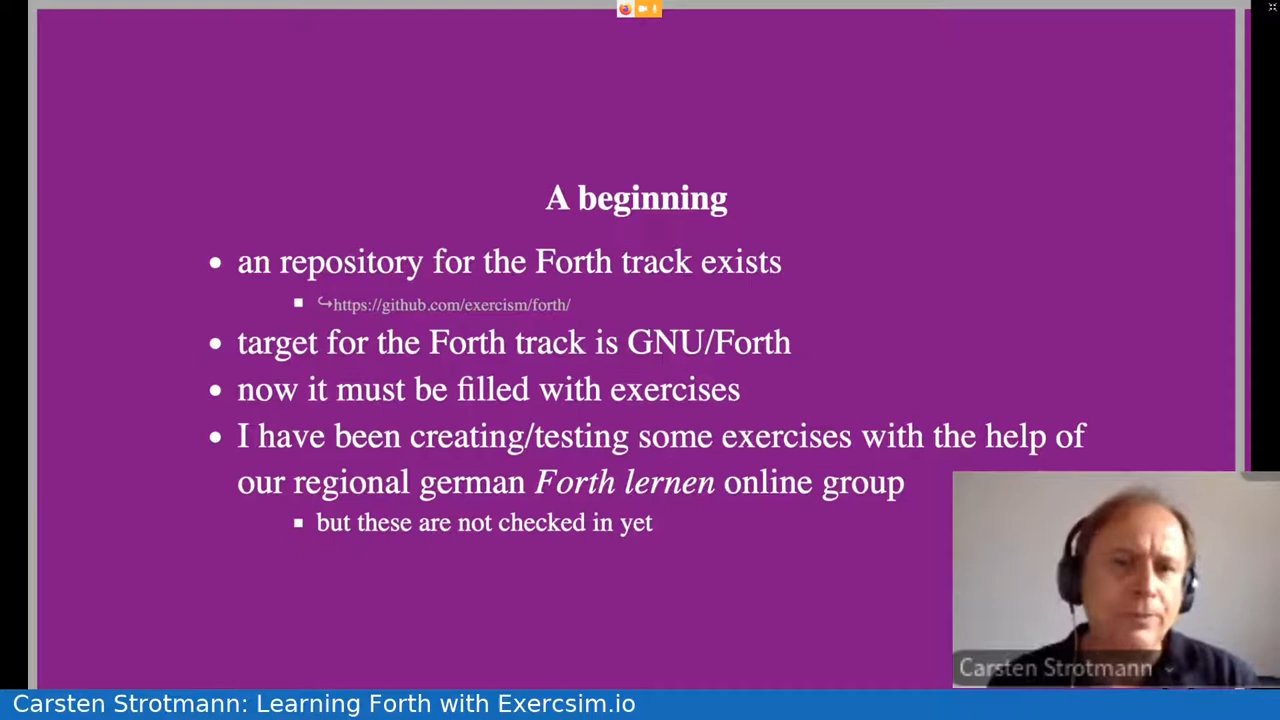 A beginning
• an repository for the Forth track exists
▪ ↪https://github.com/exercism/forth/
• target for the Forth track is GNU/Forth
• now it must be filled with exercises
• I have been creating/testing some exercises with the help of
our regional german Forth lernen online group
▪ but these are not checked in yet
Carsten Strotmann
Carsten Strotmann: Learning Forth with Exercsim.io